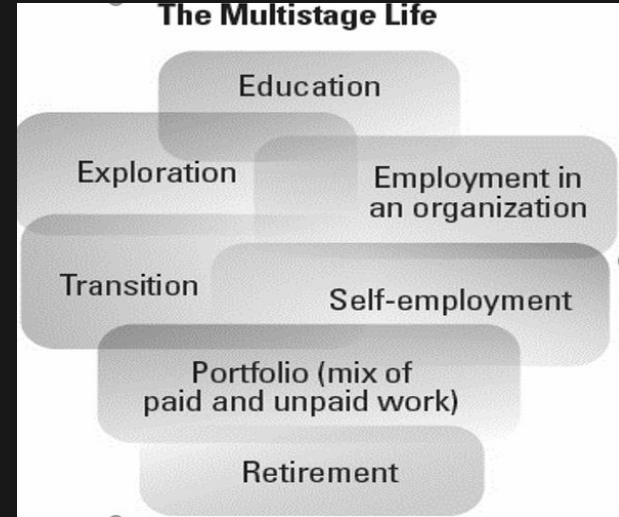 The Multistage Life
Education
Exploration
Employment in
an organization
Transition
Self-employment
Portfolio (mix of
paid and unpaid work)
Retirement